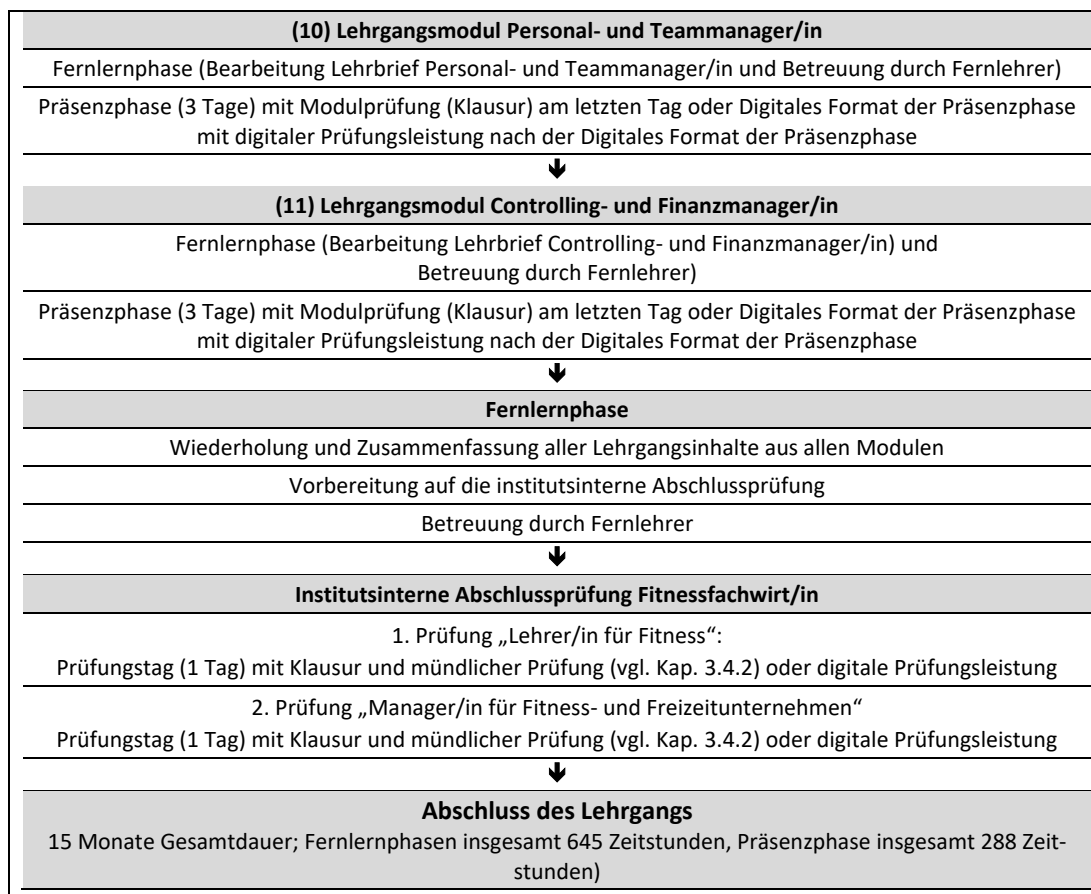 (10) Lehrgangsmodul Personal- und Teammanager/in
Fernlernphase (Bearbeitung Lehrbrief Personal- und Teammanager/in und Betreuung durch Fernlehrer)
Präsenzphase (3 Tage) mit Modulprüfung (Klausur) am letzten Tag oder Digitales Format der Präsenzphase
mit digitaler Prüfungsleistung nach der Digitales Format der Präsenzphase
(11) Lehrgangsmodul Controlling- und Finanzmanager/in
Fernlernphase (Bearbeitung Lehrbrief Controlling- und Finanzmanager/in) und
Betreuung durch Fernlehrer)
Präsenzphase (3 Tage) mit Modulprüfung (Klausur) am letzten Tag oder Digitales Format der Präsenzphase
mit digitaler Prüfungsleistung nach der Digitales Format der Präsenzphase
Fernlernphase
Wiederholung und Zusammenfassung aller Lehrgangsinhalte aus allen Modulen
Vorbereitung auf die institutsinterne Abschlussprüfung
Betreuung durch Fernlehrer
Institutsinterne Abschlussprüfung Fitnessfachwirt/in
1. Prüfung „Lehrer/in für Fitness“:
Prüfungstag (1 Tag) mit Klausur und mündlicher Prüfung (vgl. Kap. 3.4.2) oder digitale Prüfungsleistung
2. Prüfung „Manager/in für Fitness- und Freizeitunternehmen“
Prüfungstag (1 Tag) mit Klausur und mündlicher Prüfung (vgl. Kap. 3.4.2) oder digitale Prüfungsleistung
Abschluss des Lehrgangs
15 Monate Gesamtdauer; Fernlernphasen insgesamt 645 Zeitstunden, Präsenzphase insgesamt 288 Zeit-
stunden)